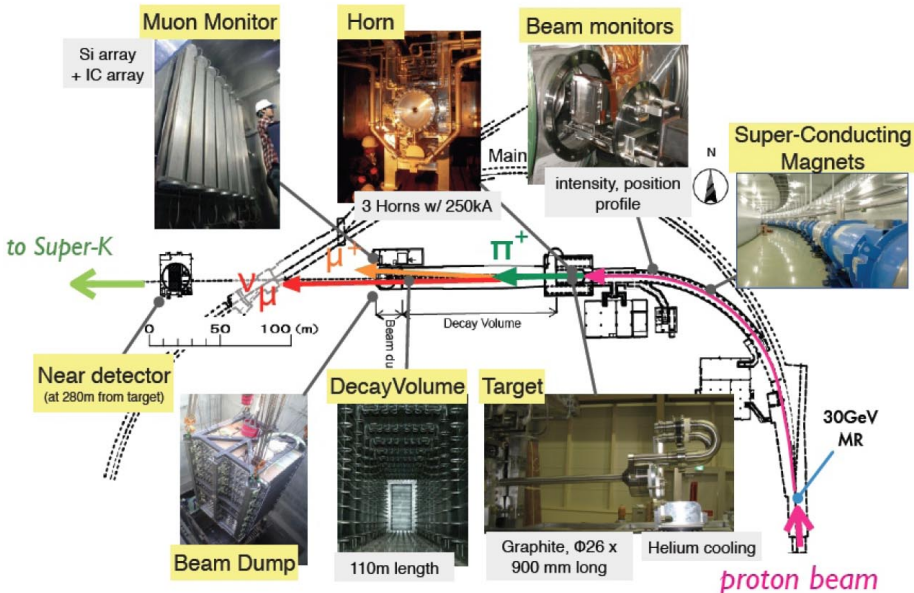 Muon Monitor
Si array
+ IC array
Horn
3 Horns w/ 250kA
Beam monitors
intensity, position
profile
Main
N
Super-Conducting
Magnets
to Super-K
νμ
μ+
π+
0 50 100 (m)
Beam du
Decay Volume
Near detector
(at 280m from target)
Beam Dump
DecayVolume
110m length
Target
Graphite, Φ26 x
900 mm long
Helium cooling
30GeV
MR
proton beam